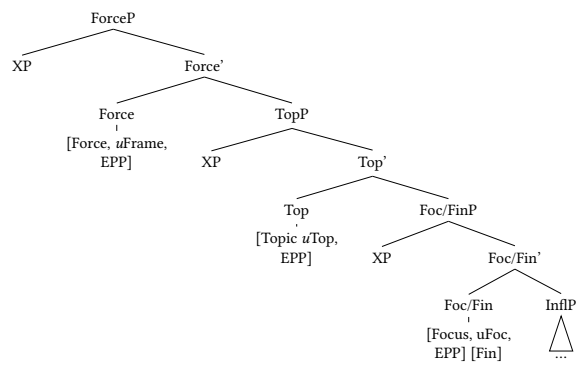 ForceP
XP
Force'
Force
TopP
[Force, uFrame,
EPP]
XP
Top'
Top
Foc/FinP
[Topic uTop,
EPP]
XP
Foc/Fin'
Foc/Fin
InflP
[Focus, uFoc,
EPP] [Fin]
...